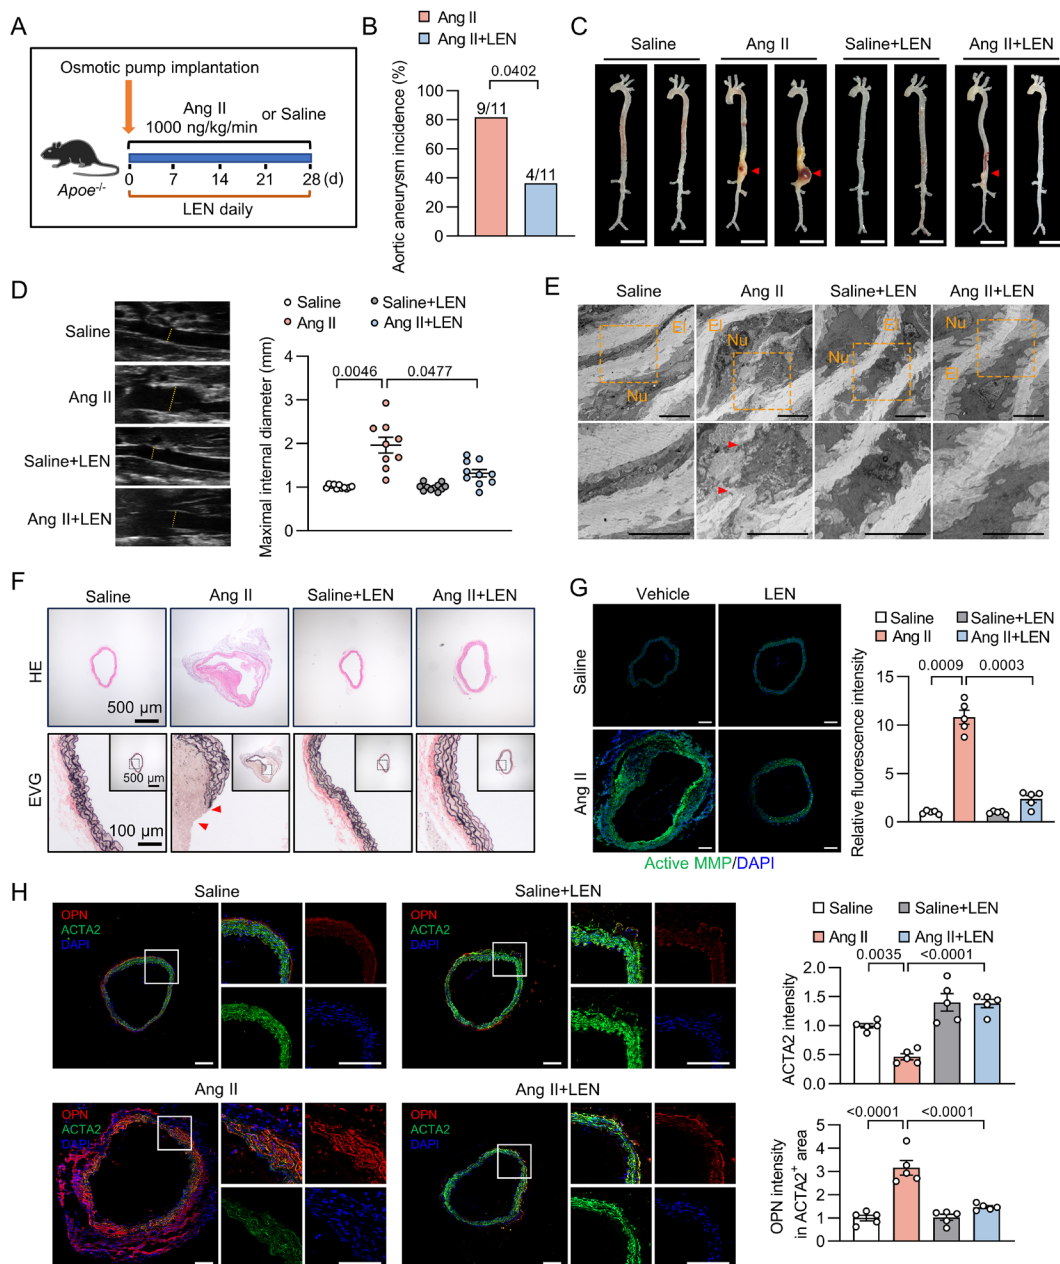 A
Osmotic pump implantation
Ang II
1000 ng/kg/min
or Saline
Apoe-/-
0 7 14 21 28 (d)
LEN daily
B
Ang II
Ang II+LEN
0.0402
Aortic aneurysm incidence (%)
100
80
60
40
20
0
9/11
4/11
C
Saline Ang II Saline+LEN Ang II+LEN
D
Saline
Ang II
Saline+LEN
Ang II+LEN
Saline Saline+LEN
Ang II Ang II+LEN
Maximal internal diameter (mm)
4
3
2
1
0
0.0046 0.0477
E
Saline Ang II Saline+LEN Ang II+LEN
El
Nu
El
Nu
Nu
El
Nu
El
F
Saline Ang II Saline+LEN Ang II+LEN
HE
500 µm
EVG
500
µm
100 µm
G
Vehicle LEN
Saline
Ang II
Active MMP/DAPI
Saline Saline+LEN
Ang II Ang II+LEN
0.0009 0.0003
Relative fluorescence intensity
15
10
5
0
H
Saline Saline+LEN
OPN
ACTA2
DAPI
OPN
ACTA2
DAPI
Ang II Ang II+LEN
OPN
ACTA2
DAPI
OPN
ACTA2
DAPI
Saline Saline+LEN
Ang II Ang II+LEN
0.0035 <0.0001
ACTA2 intensity
2.0
1.5
1.0
0.5
0.0
<0.0001 <0.0001
OPN intensity
in ACTA2+ area
5
4
3
2
1
0